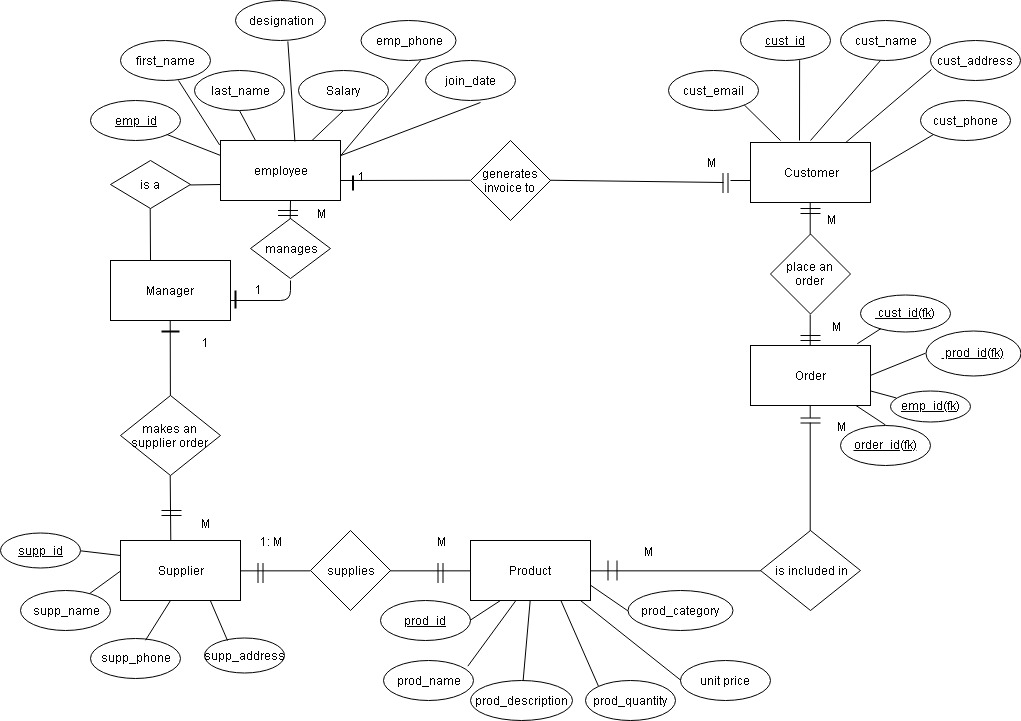 designation
first_name
emp_phone
cust_id
cust_name
last_name
Salary
join_date
cust_email
cust_address
emp_id
cust_phone
employee
generates
invoice to
M
Customer
is a
1
M
M
manages
place an
order
Manager
1
M
cust_id(fk)
1
prod_id(fk)
Order
emp_id(fk)
makes an
supplier order
M
order_id(fk)
M
supp_id
1: M
M
M
Supplier
supplies
Product
is included in
supp_name
prod_id
prod_category
supp_phone
supp_address
prod_name
unit price
prod_description
prod_quantity